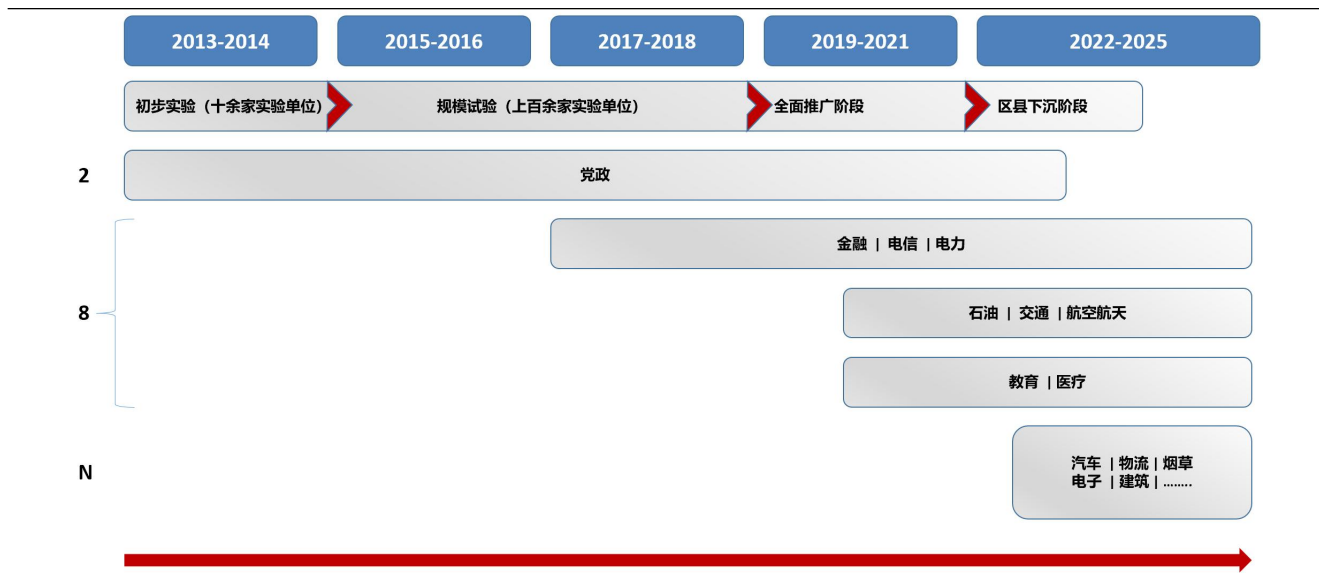 2013-2014
2015-2016
2017-2018
2019-2021
2022-2025
初步实验（十余家实验单位）
规模试验（上百余家实验单位）
全面推广阶段
区县下沉阶段
2
党政
金融 | 电信 | 电力
8
石油 | 交通 | 航空航天
教育 | 医疗
N
汽车 | 物流 | 烟草
电子 | 建筑 | ........